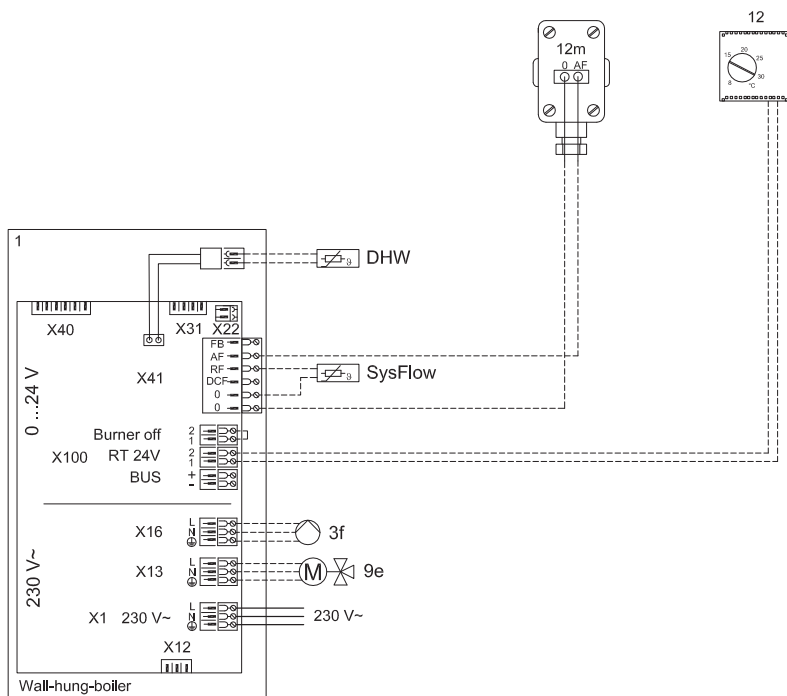 12
12m
0 AF
15 20 25
8 30
°C
1
DHW
X40 X31 X22
X41
FB
AF
RF
DCF
0
0
SysFlow
0 ...24 V
Burner off 2
1
X100 RT 24V 2
1
BUS +
-
230 V~
X16 L
N
3f
X13 L
N
M 9e
X1 230 V~ L
N
230 V~
X12
Wall-hung-boiler
ϑ
ϑ